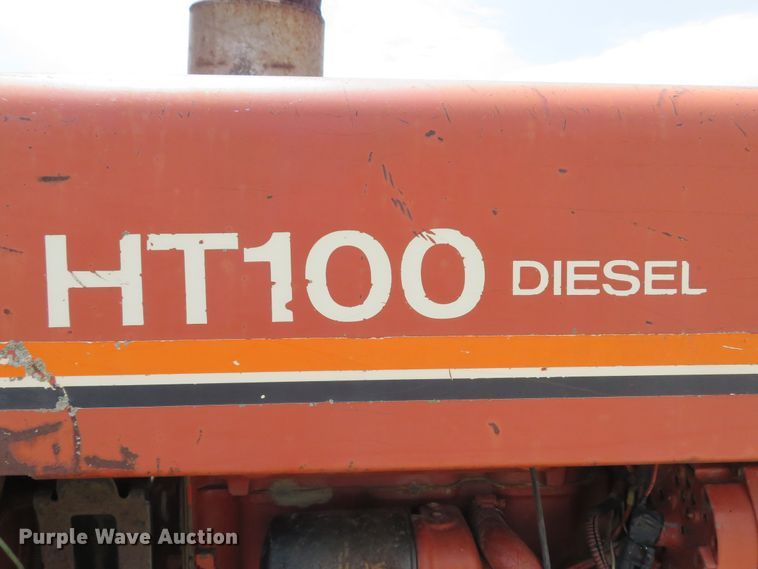 HT100 DIESEL
Purple Wave Auction®